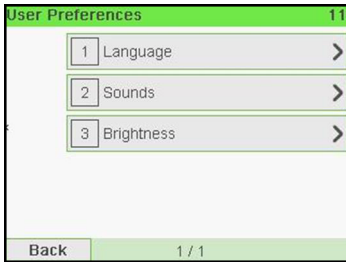 User Preferences 11
1 Language
2 Sounds
3 Brightness
Back 1 / 1